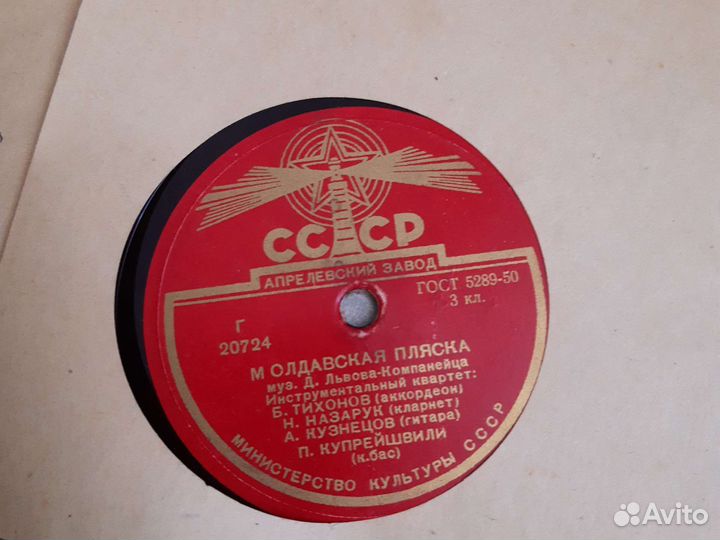 СССР
АПРЕЛЕВСКИЙ ЗАВОД
ГОСТ 5289-50
3 кл.
Г
20724
МОЛДАВСКАЯ ПЛЯСКА
муз. Д. Львова-Компанейца
Инструментальный квартет:
Б. ТИХОНОВ (аккордеон)
Н. НАЗАРУК (кларнет)
А. КУЗНЕЦОВ (гитара)
П. КУПРЕЙШВИЛИ
(к.бас)
МИНИСТЕРСТВО КУЛЬТУРЫ СССР
Avito